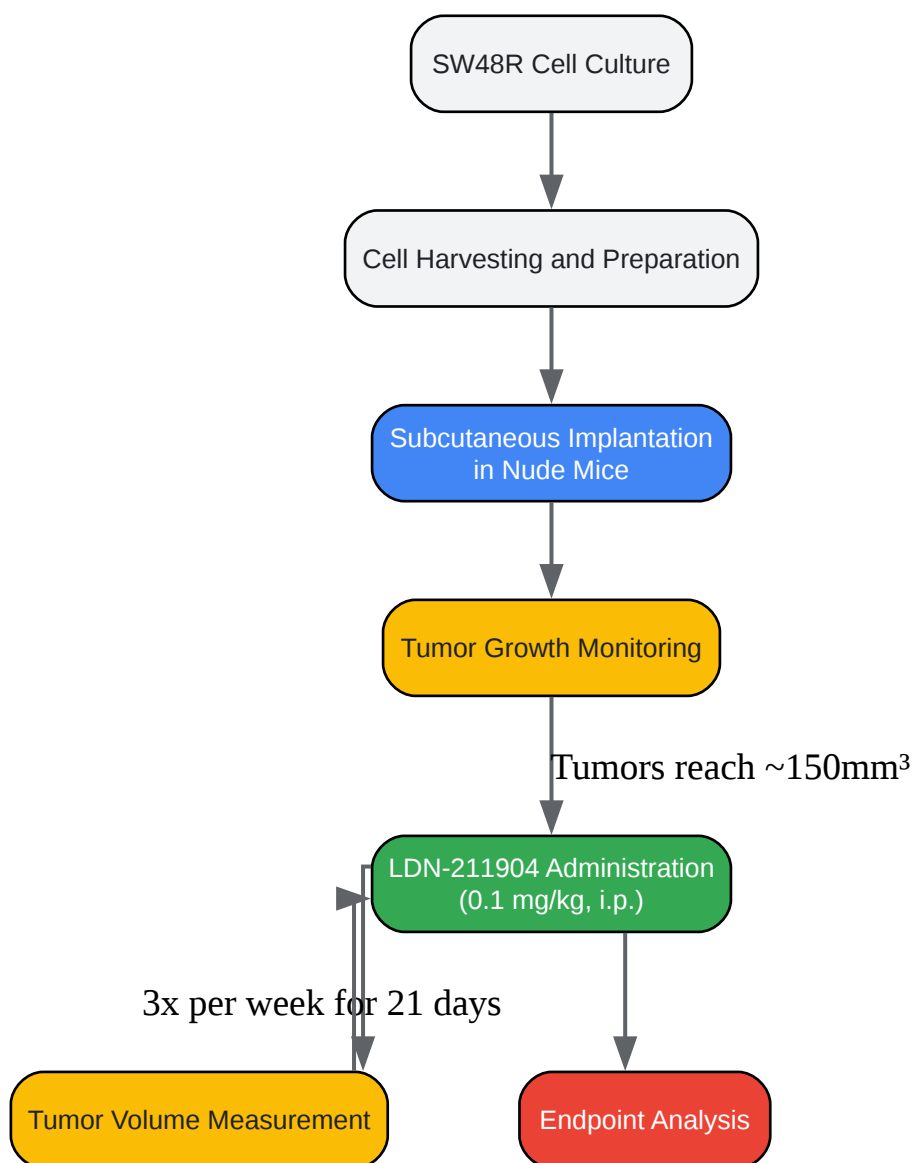 SW48R Cell Culture
Cell Harvesting and Preparation
Subcutaneous Implantation
in Nude Mice
Tumor Growth Monitoring
Tumors reach ~150mm³
LDN-211904 Administration
(0.1 mg/kg, i.p.)
3x per week for 21 days
Tumor Volume Measurement
Endpoint Analysis